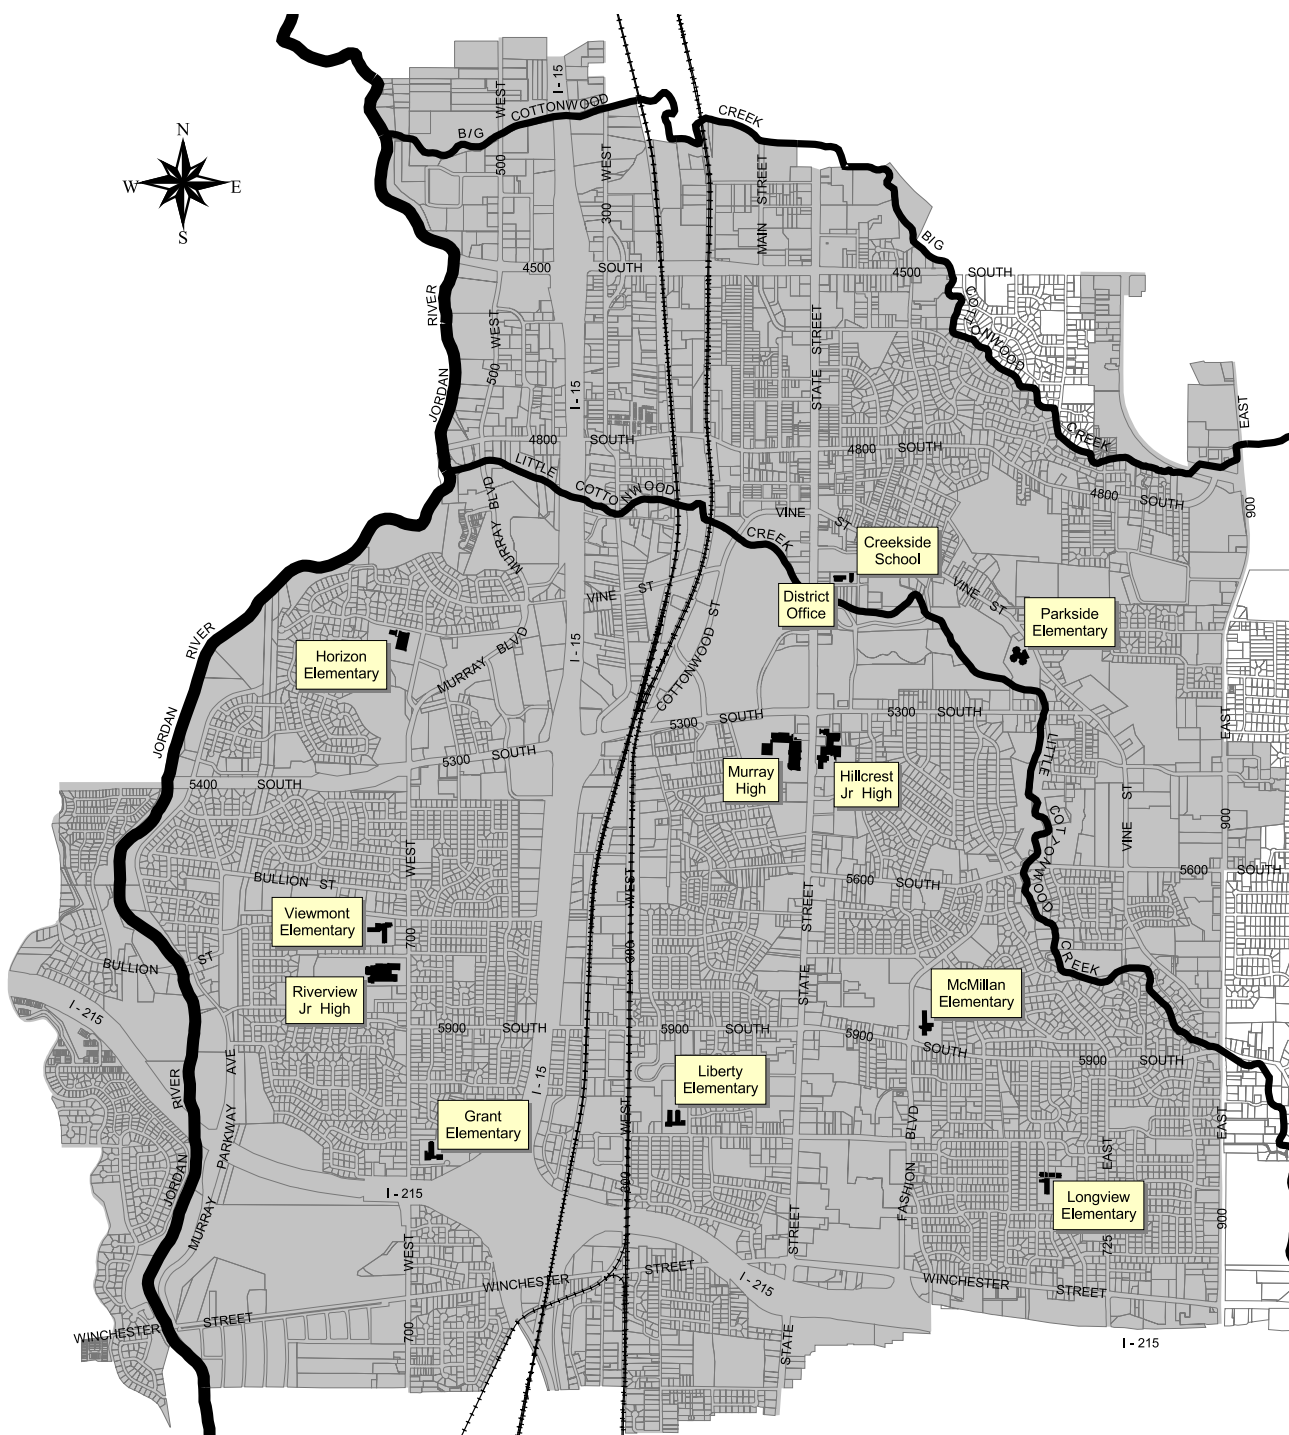 N
W
E
S
I - 15
WEST
COTTONWOOD
CREEK
B/G
500
WEST
300
STREET
MAIN
B/G
4500
SOUTH
4500
SOUTH
RIVER
JORDAN
WEST
500
COTTONWOOD
STREET
STATE
I - 15
EAST
CREEK
4800
SOUTH
4800
SOUTH
4800
SOUTH
900
LITTLE
COTTONWOOD
CREEK
MURRAY BLVD
VINE
ST
Creekside
School
VINE ST
VINE ST
District
Office
Parkside
Elementary
RIVER
Horizon
Elementary
MURRAY BLVD
I - 15
COTTONWOOD ST
JORDAN
5300
SOUTH
5300
SOUTH
EAST
LITTLE
5300
SOUTH
5400
SOUTH
Murray
High
Hillcrest
Jr High
VINE ST
900
COTTONWOOD
WEST
BULLION ST
WEST
5600
SOUTH
5600
SOUTH
Viewmont
Elementary
STREET
700
300
CREEK
BULLION
ST
Riverview
Jr High
STATE
McMillan
Elementary
I - 215
5900
SOUTH
5900
SOUTH
5900
SOUTH
5900
SOUTH
AVE
RIVER
I - 15
Liberty
Elementary
Grant
Elementary
WEST
BLVD
EAST
EAST
PARKWAY
JORDAN
I - 215
300
FASHION
Longview
Elementary
MURRAY
STREET
900
725
WEST
WINCHESTER
STREET
I - 215
WINCHESTER
STREET
WINCHESTER
STREET
700
STATE
I - 215